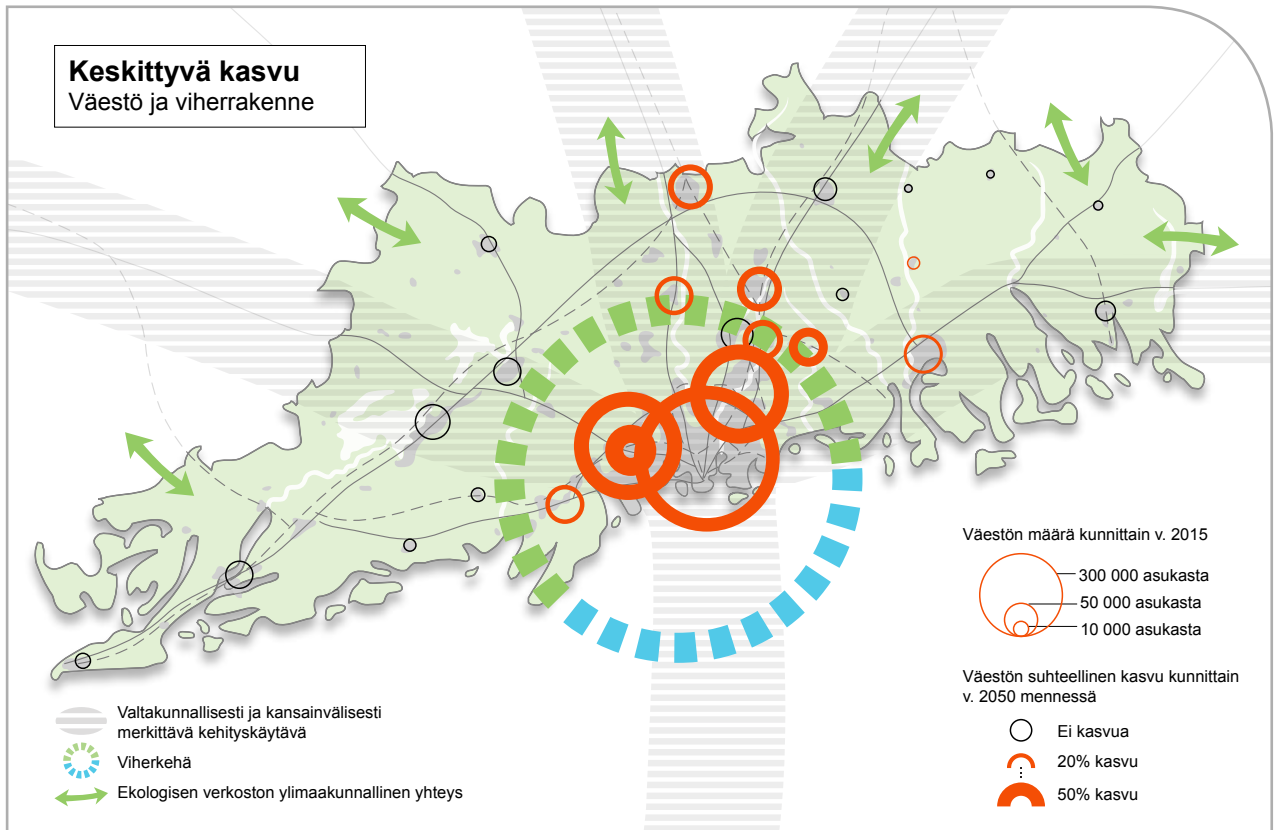 Keskittyvä kasvu
Väestö ja viherrakenne
Valtakunnallisesti ja kansainvälisesti
merkittävä kehityskäytävä
Viherkehä
Ekologisen verkoston ylimaakunnallinen yhteys
Väestön määrä kunnittain v. 2015
300 000 asukasta
50 000 asukasta
10 000 asukasta
Väestön suhteellinen kasvu kunnittain
v. 2050 mennessä
Ei kasvua
20% kasvu
50% kasvu